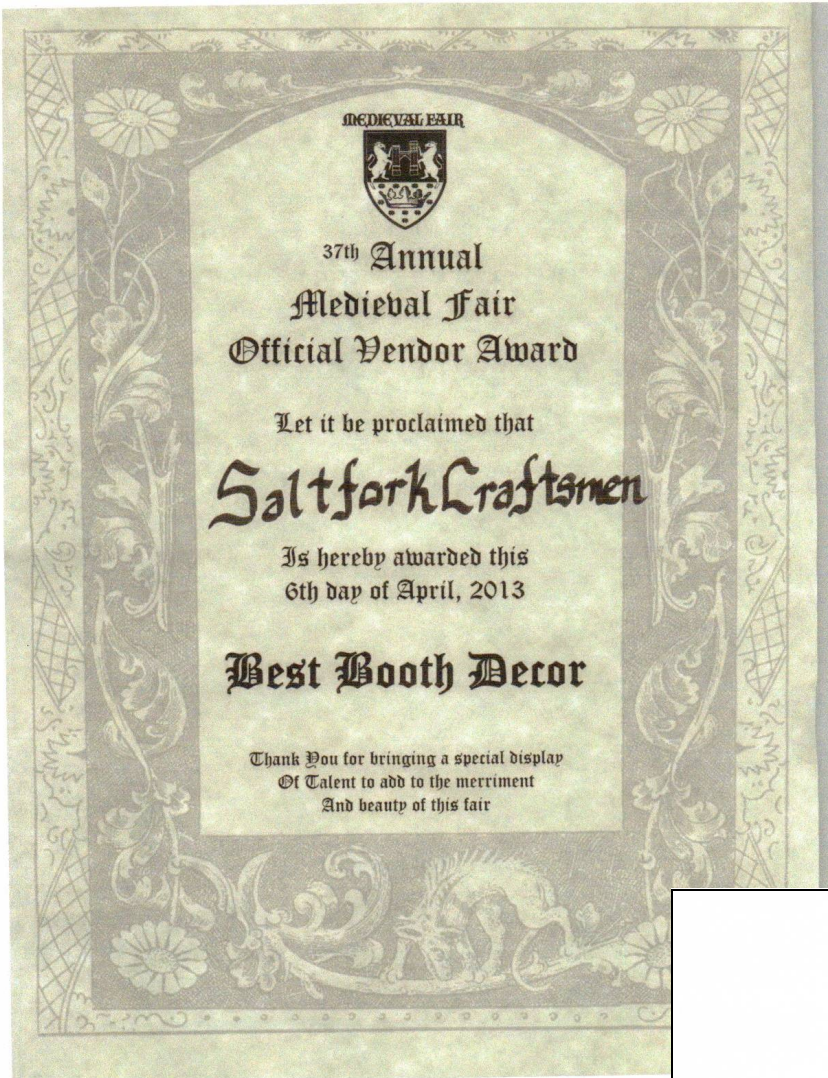 MEDIEVAL FAIR
37th Annual
Medieval Fair
Official Vendor Award
Let it be proclaimed that
Saltfork Craftsmen
Is hereby awarded this
6th day of April, 2013
Best Booth Decor
Thank You for bringing a special display
Of Talent to add to the merriment
And beauty of this fair